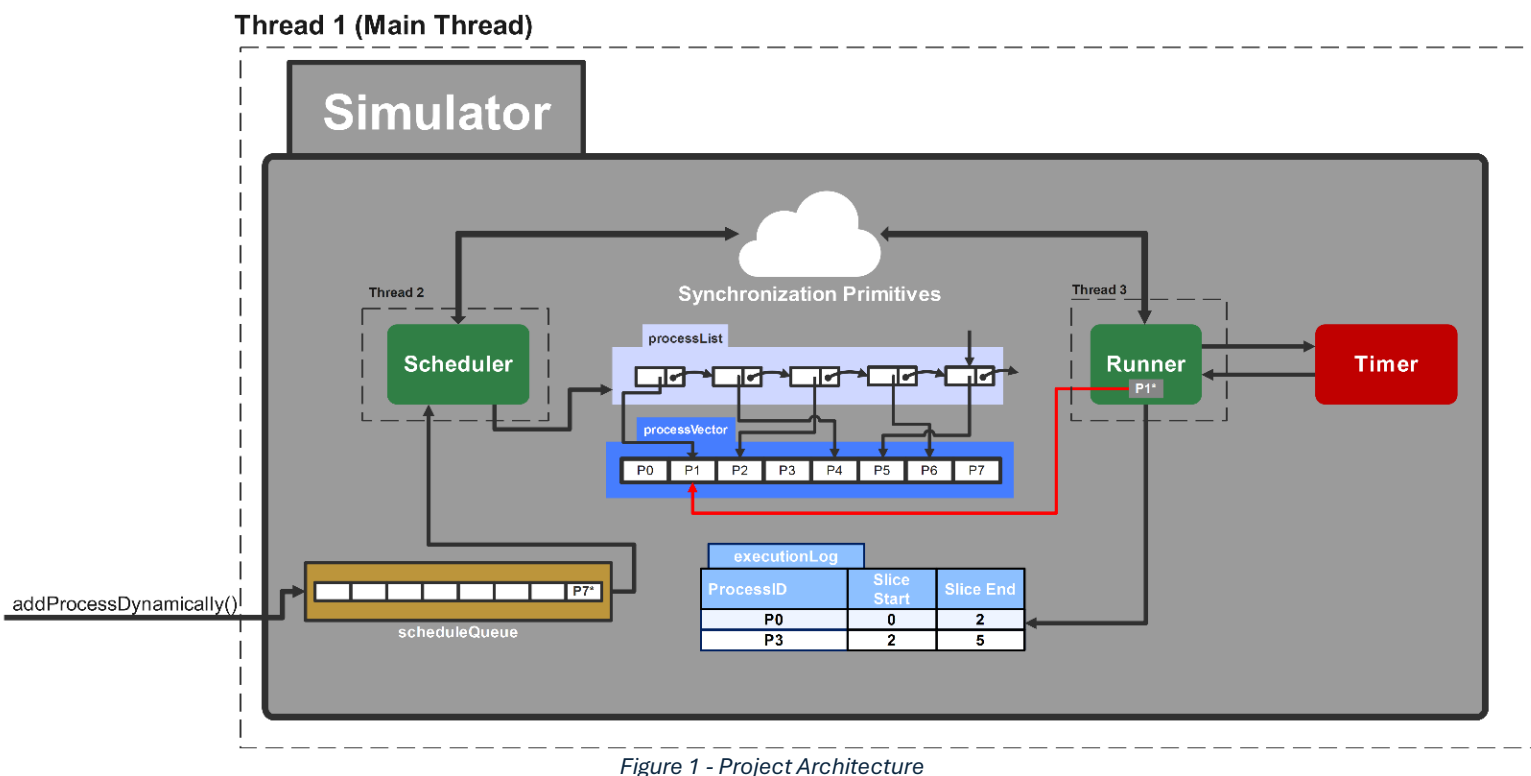 Thread 1 (Main Thread)
Simulator
Synchronization Primitives
Thread 2
Thread 3
Scheduler
processList
Runner
P1*
Timer
processVector
P0 P1 P2 P3 P4 P5 P6 P7
executionLog
ProcessID Slice Start Slice End
P0 0 2
P3 2 5
addProcessDynamically()
P7*
scheduleQueue
Figure 1 - Project Architecture